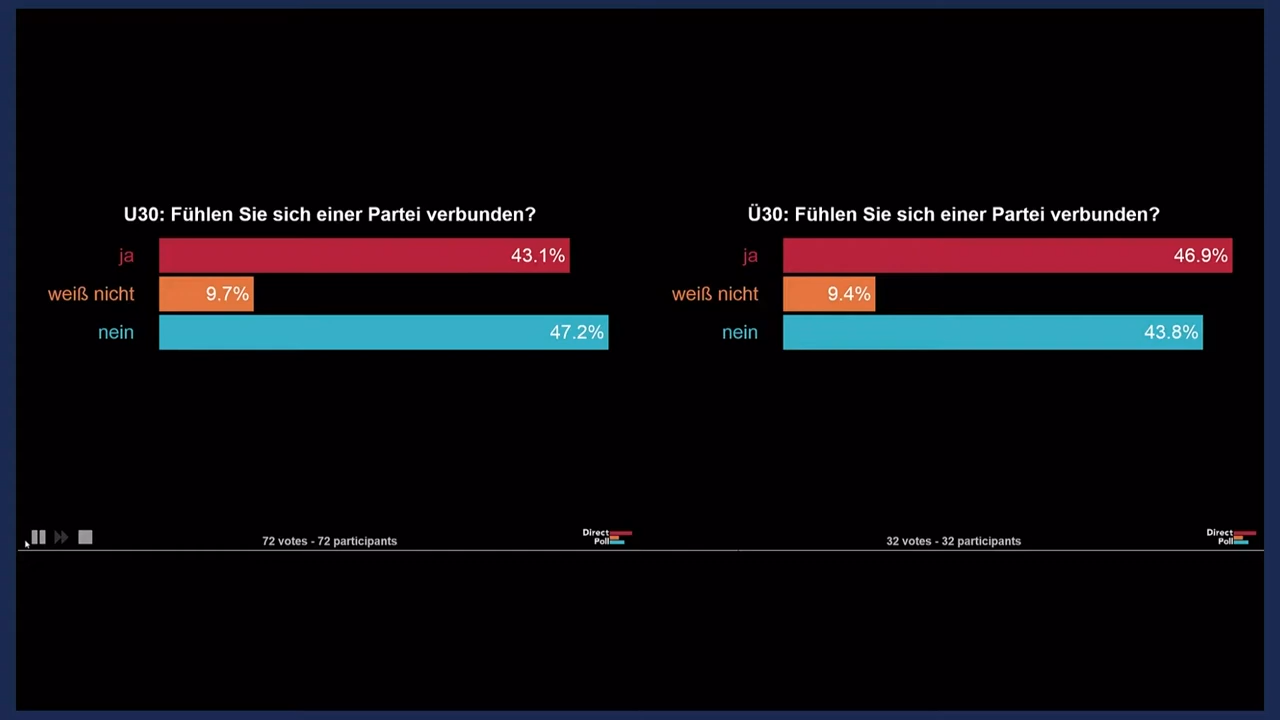 U30: Fühlen Sie sich einer Partei verbunden?
ja 43.1%
weiß nicht 9.7%
nein 47.2%
72 votes - 72 participants
Direct
Poll
Ü30: Fühlen Sie sich einer Partei verbunden?
ja 46.9%
weiß nicht 9.4%
nein 43.8%
32 votes - 32 participants
Direct
Poll